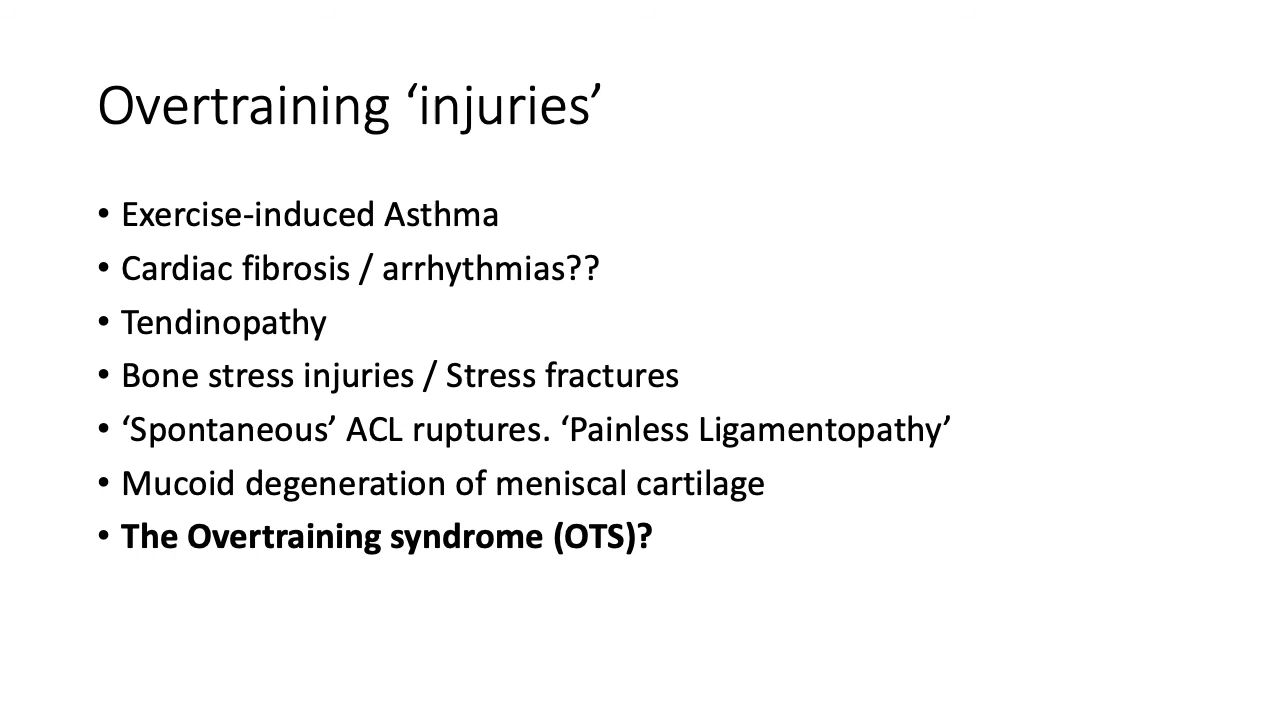 Overtraining ‘injuries’
• Exercise-induced Asthma
• Cardiac fibrosis / arrhythmias??
• Tendinopathy
• Bone stress injuries / Stress fractures
• ‘Spontaneous’ ACL ruptures. ‘Painless Ligamentopathy’
• Mucoid degeneration of meniscal cartilage
• The Overtraining syndrome (OTS)?